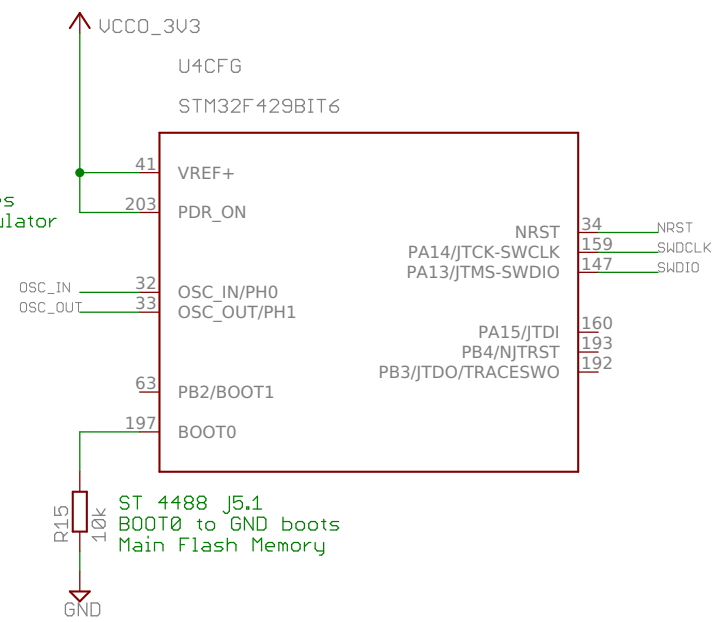 VCCO_3V3
U4CFG
STM32F429BIT6
41 VREF+
ulator
203 PDR_ON
NRST 34 NRST
PA14/JTCK-SWCLK 159 SWDCLK
PA13/JTMS-SWDIO 147 SWDIO
OSC_IN 32 OSC_IN/PH0
OSC_OUT 33 OSC_OUT/PH1
PA15/JTDI 160
PB4/NJTRST 193
PB3/JTDO/TRACESWO 192
63 PB2/BOOT1
197 BOOT0
R15
10k
ST 4488 J5.1
BOOT0 to GND boots
Main Flash Memory
GND